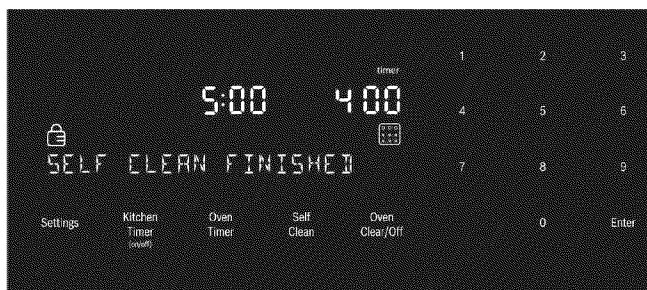 1 2 3
timer
5:00 4 00
4 5 6
SELF CLEAN FINISHED
7 8 9
Settings Kitchen Timer (on/off) Oven Timer Self Clean Oven Clear/Off 0 Enter